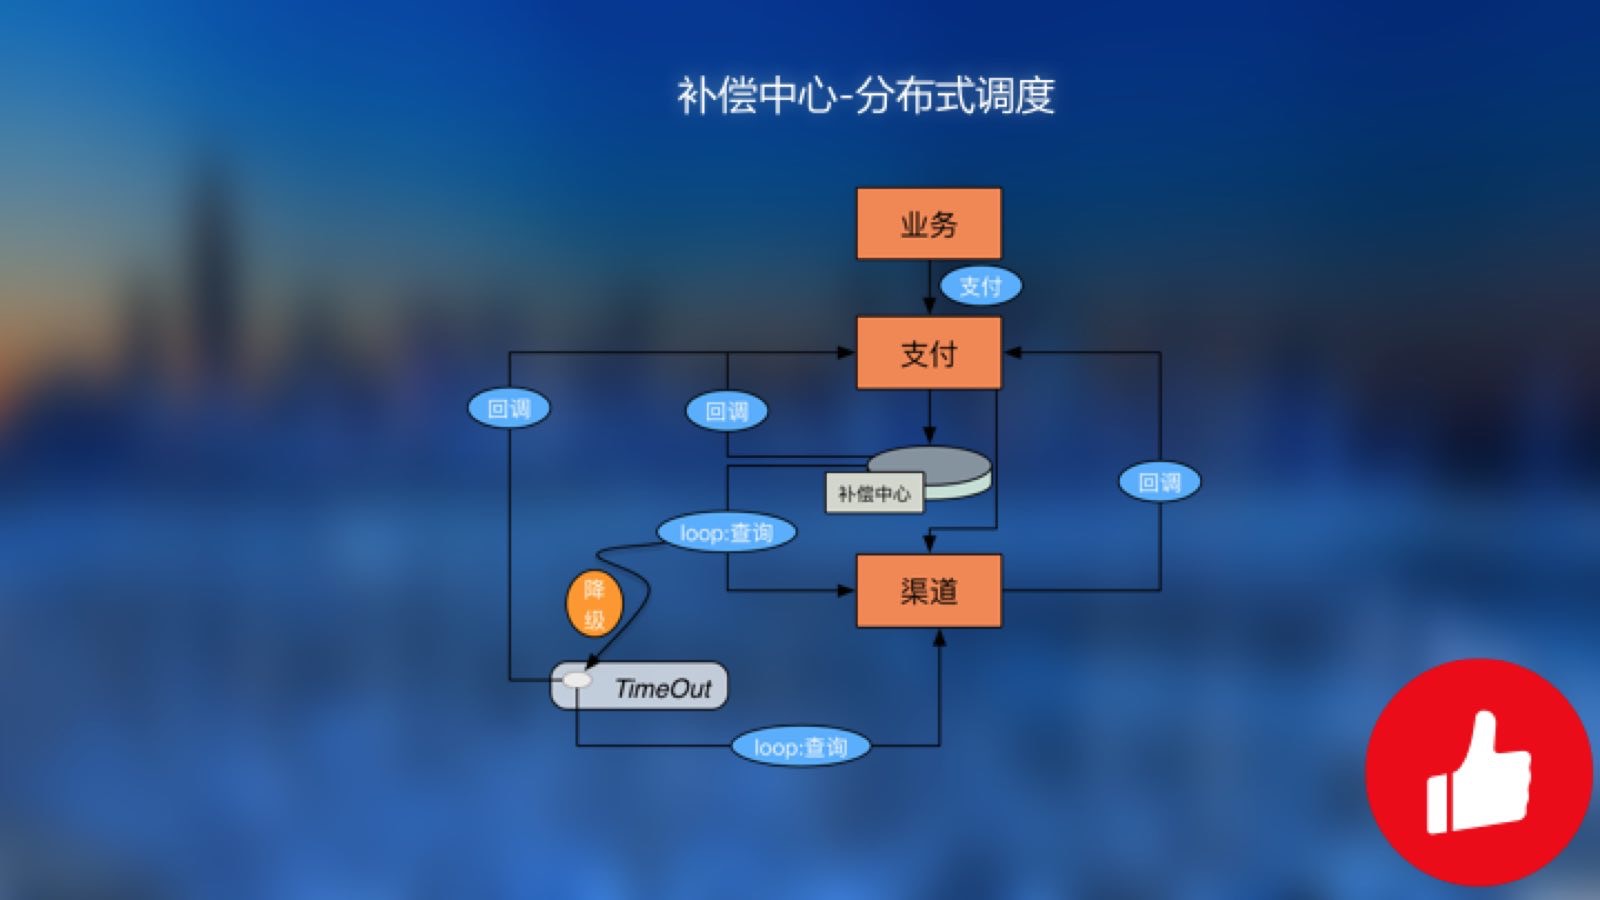 补偿中心-分布式调度
业务
支付
支付
回调
回调
补偿中心
回调
loop:查询
降
级
渠道
TimeOut
loop:查询